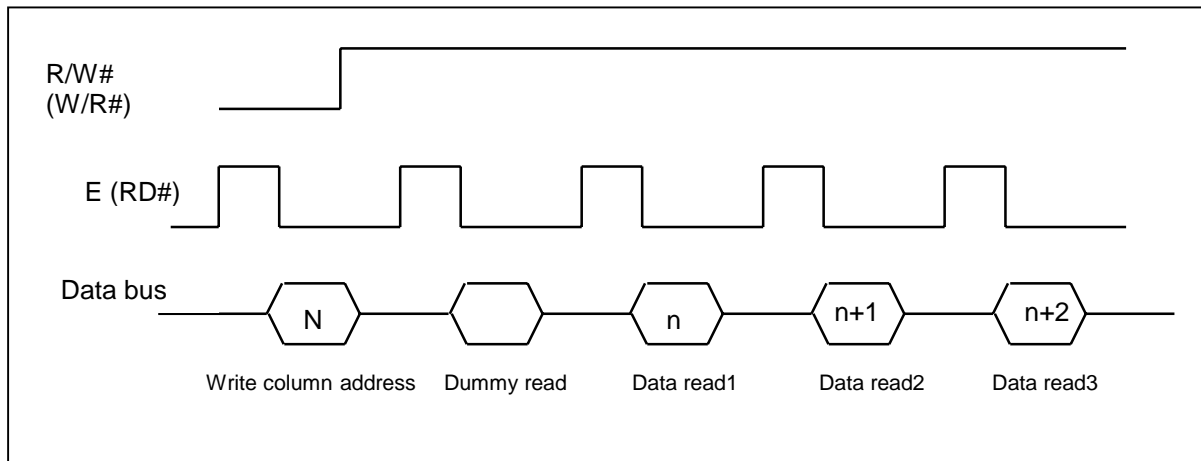 R/W#
(W/R#)
E (RD#)
Data bus
N
n
n+1
n+2
Write column address
Dummy read
Data read1
Data read2
Data read3